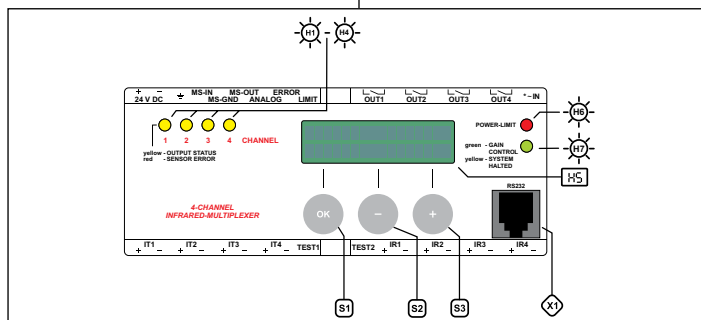 H1 - H4
+ -
24 V DC
MS-IN MS-OUT ERROR
MS-GND ANALOG LIMIT
OUT1 OUT2 OUT3 OUT4 ~IN
1 2 3 4 CHANNEL
yellow - OUTPUT STATUS
red - SENSOR ERROR
POWER-LIMIT
H6
green - GAIN
CONTROL
yellow - SYSTEM
HALTED
H7
H5
4-CHANNEL
INFRARED-MULTIPLEXER
OK - +
RS232
IT1 IT2 IT3 IT4 TEST1 TEST2 IR1 IR2 IR3 IR4
+ - + - + - + - + - + - + - + -
S1 S2 S3 X1